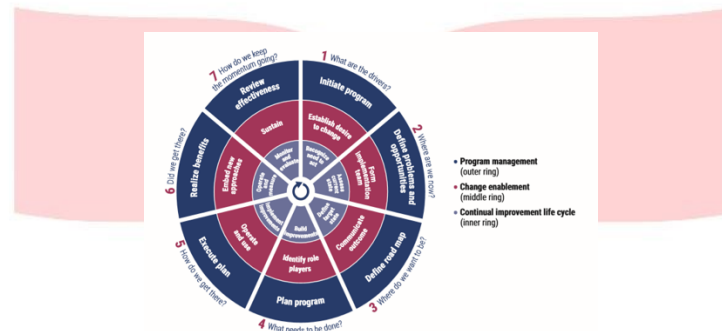 1 What are the drivers?
2 Where are we now?
3 Where do we want to be?
4 What needs to be done?
5 How do we get there?
6 Did we get there?
7 How do we keep
the momentum going?
Initiate program
Define problems and
opportunities
Define road map
Plan program
Execute plan
Realize benefits
Review
effectiveness
Establish desire
to change
Form
implementation
team
Communicate
outcome
Identify role
players
Operate
and use
Embed new
approaches
Sustain
Recognize
need to
act
Assess
current
state
Define
target
state
Build
improvements
Implement
improvements
Operate
and
measure
Monitor
and
evaluate
• Program management
(outer ring)
• Change enablement
(middle ring)
• Continual improvement life cycle
(inner ring)